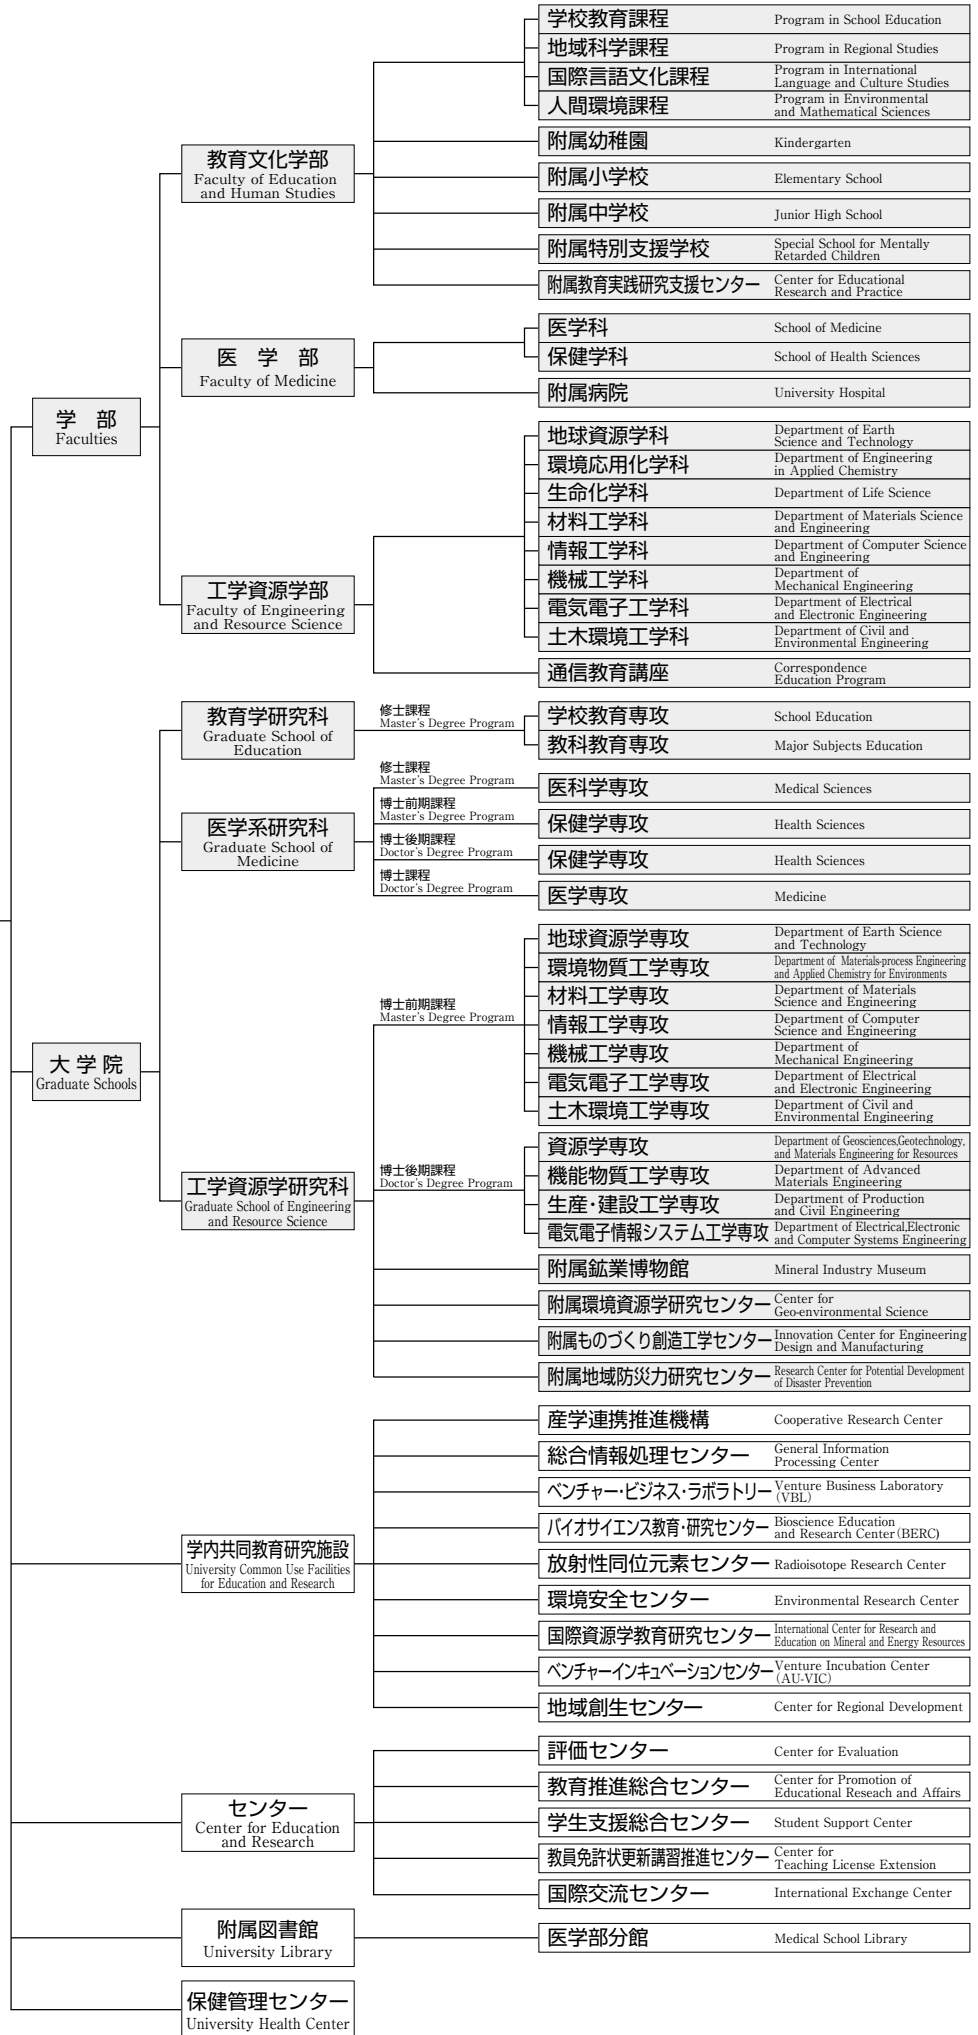 学部
Faculties
教育文化学部
Faculty of Education
and Human Studies
学校教育課程
Program in School Education
地域科学課程
Program in Regional Studies
国際言語文化課程
Program in International
Language and Culture Studies
人間環境課程
Program in Environmental
and Mathematical Sciences
附属幼稚園
Kindergarten
附属小学校
Elementary School
附属中学校
Junior High School
附属特別支援学校
Special School for Mentally
Retarded Children
附属教育実践研究支援センター
Center for Educational
Research and Practice
医学部
Faculty of Medicine
医学科
School of Medicine
保健学科
School of Health Sciences
附属病院
University Hospital
工学資源学部
Faculty of Engineering
and Resource Science
地球資源学科
Department of Earth
Science and Technology
環境応用化学科
Department of Engineering
in Applied Chemistry
生命化学科
Department of Life Science
材料工学科
Department of Materials Science
and Engineering
情報工学科
Department of Computer Science
and Engineering
機械工学科
Department of
Mechanical Engineering
電気電子工学科
Department of Electrical
and Electronic Engineering
土木環境工学科
Department of Civil and
Environmental Engineering
通信教育講座
Correspondence
Education Program
大学院
Graduate Schools
教育学研究科
Graduate School of
Education
修士課程
Master's Degree Program
学校教育専攻
School Education
教科教育専攻
Major Subjects Education
医学系研究科
Graduate School of
Medicine
修士課程
Master's Degree Program
医科学専攻
Medical Sciences
博士前期課程
Master's Degree Program
保健学専攻
Health Sciences
博士後期課程
Doctor's Degree Program
保健学専攻
Health Sciences
博士課程
Doctor's Degree Program
医学専攻
Medicine
工学資源学研究科
Graduate School of Engineering
and Resource Science
博士前期課程
Master's Degree Program
地球資源学専攻
Department of Earth Science
and Technology
環境物質工学専攻
Department of Materials-process Engineering
and Applied Chemistry for Environments
材料工学専攻
Department of Materials
Science and Engineering
情報工学専攻
Department of Computer
Science and Engineering
機械工学専攻
Department of
Mechanical Engineering
電気電子工学専攻
Department of Electrical
and Electronic Engineering
土木環境工学専攻
Department of Civil and
Environmental Engineering
博士後期課程
Doctor's Degree Program
資源学専攻
Department of Geosciences,Geotechnology,
and Materials Engineering for Resources
機能物質工学専攻
Department of Advanced
Materials Engineering
生産・建設工学専攻
Department of Production
and Civil Engineering
電気電子情報システム工学専攻
Department of Electrical,Electronic
and Computer Systems Engineering
附属鉱業博物館
Mineral Industry Museum
附属環境資源学研究センター
Center for
Geo-environmental Science
附属ものづくり創造工学センター
Innovation Center for Engineering
Design and Manufacturing
附属地域防災力研究センター
Research Center for Potential Development
of Disaster Prevention
学内共同教育研究施設
University Common Use Facilities
for Education and Research
産学連携推進機構
Cooperative Research Center
総合情報処理センター
General Information
Processing Center
ベンチャー・ビジネス・ラボラトリー
Venture Business Laboratory
(VBL)
バイオサイエンス教育・研究センター
Bioscience Education
and Research Center(BERC)
放射性同位元素センター
Radioisotope Research Center
環境安全センター
Environmental Research Center
国際資源学教育研究センター
International Center for Research and
Education on Mineral and Energy Resources
ベンチャーインキュベーションセンター
Venture Incubation Center
(AU-VIC)
地域創生センター
Center for Regional Development
センター
Center for Education
and Research
評価センター
Center for Evaluation
教育推進総合センター
Center for Promotion of
Educational Reseach and Affairs
学生支援総合センター
Student Support Center
教員免許状更新講習推進センター
Center for
Teaching License Extension
国際交流センター
International Exchange Center
附属図書館
University Library
医学部分館
Medical School Library
保健管理センター
University Health Center